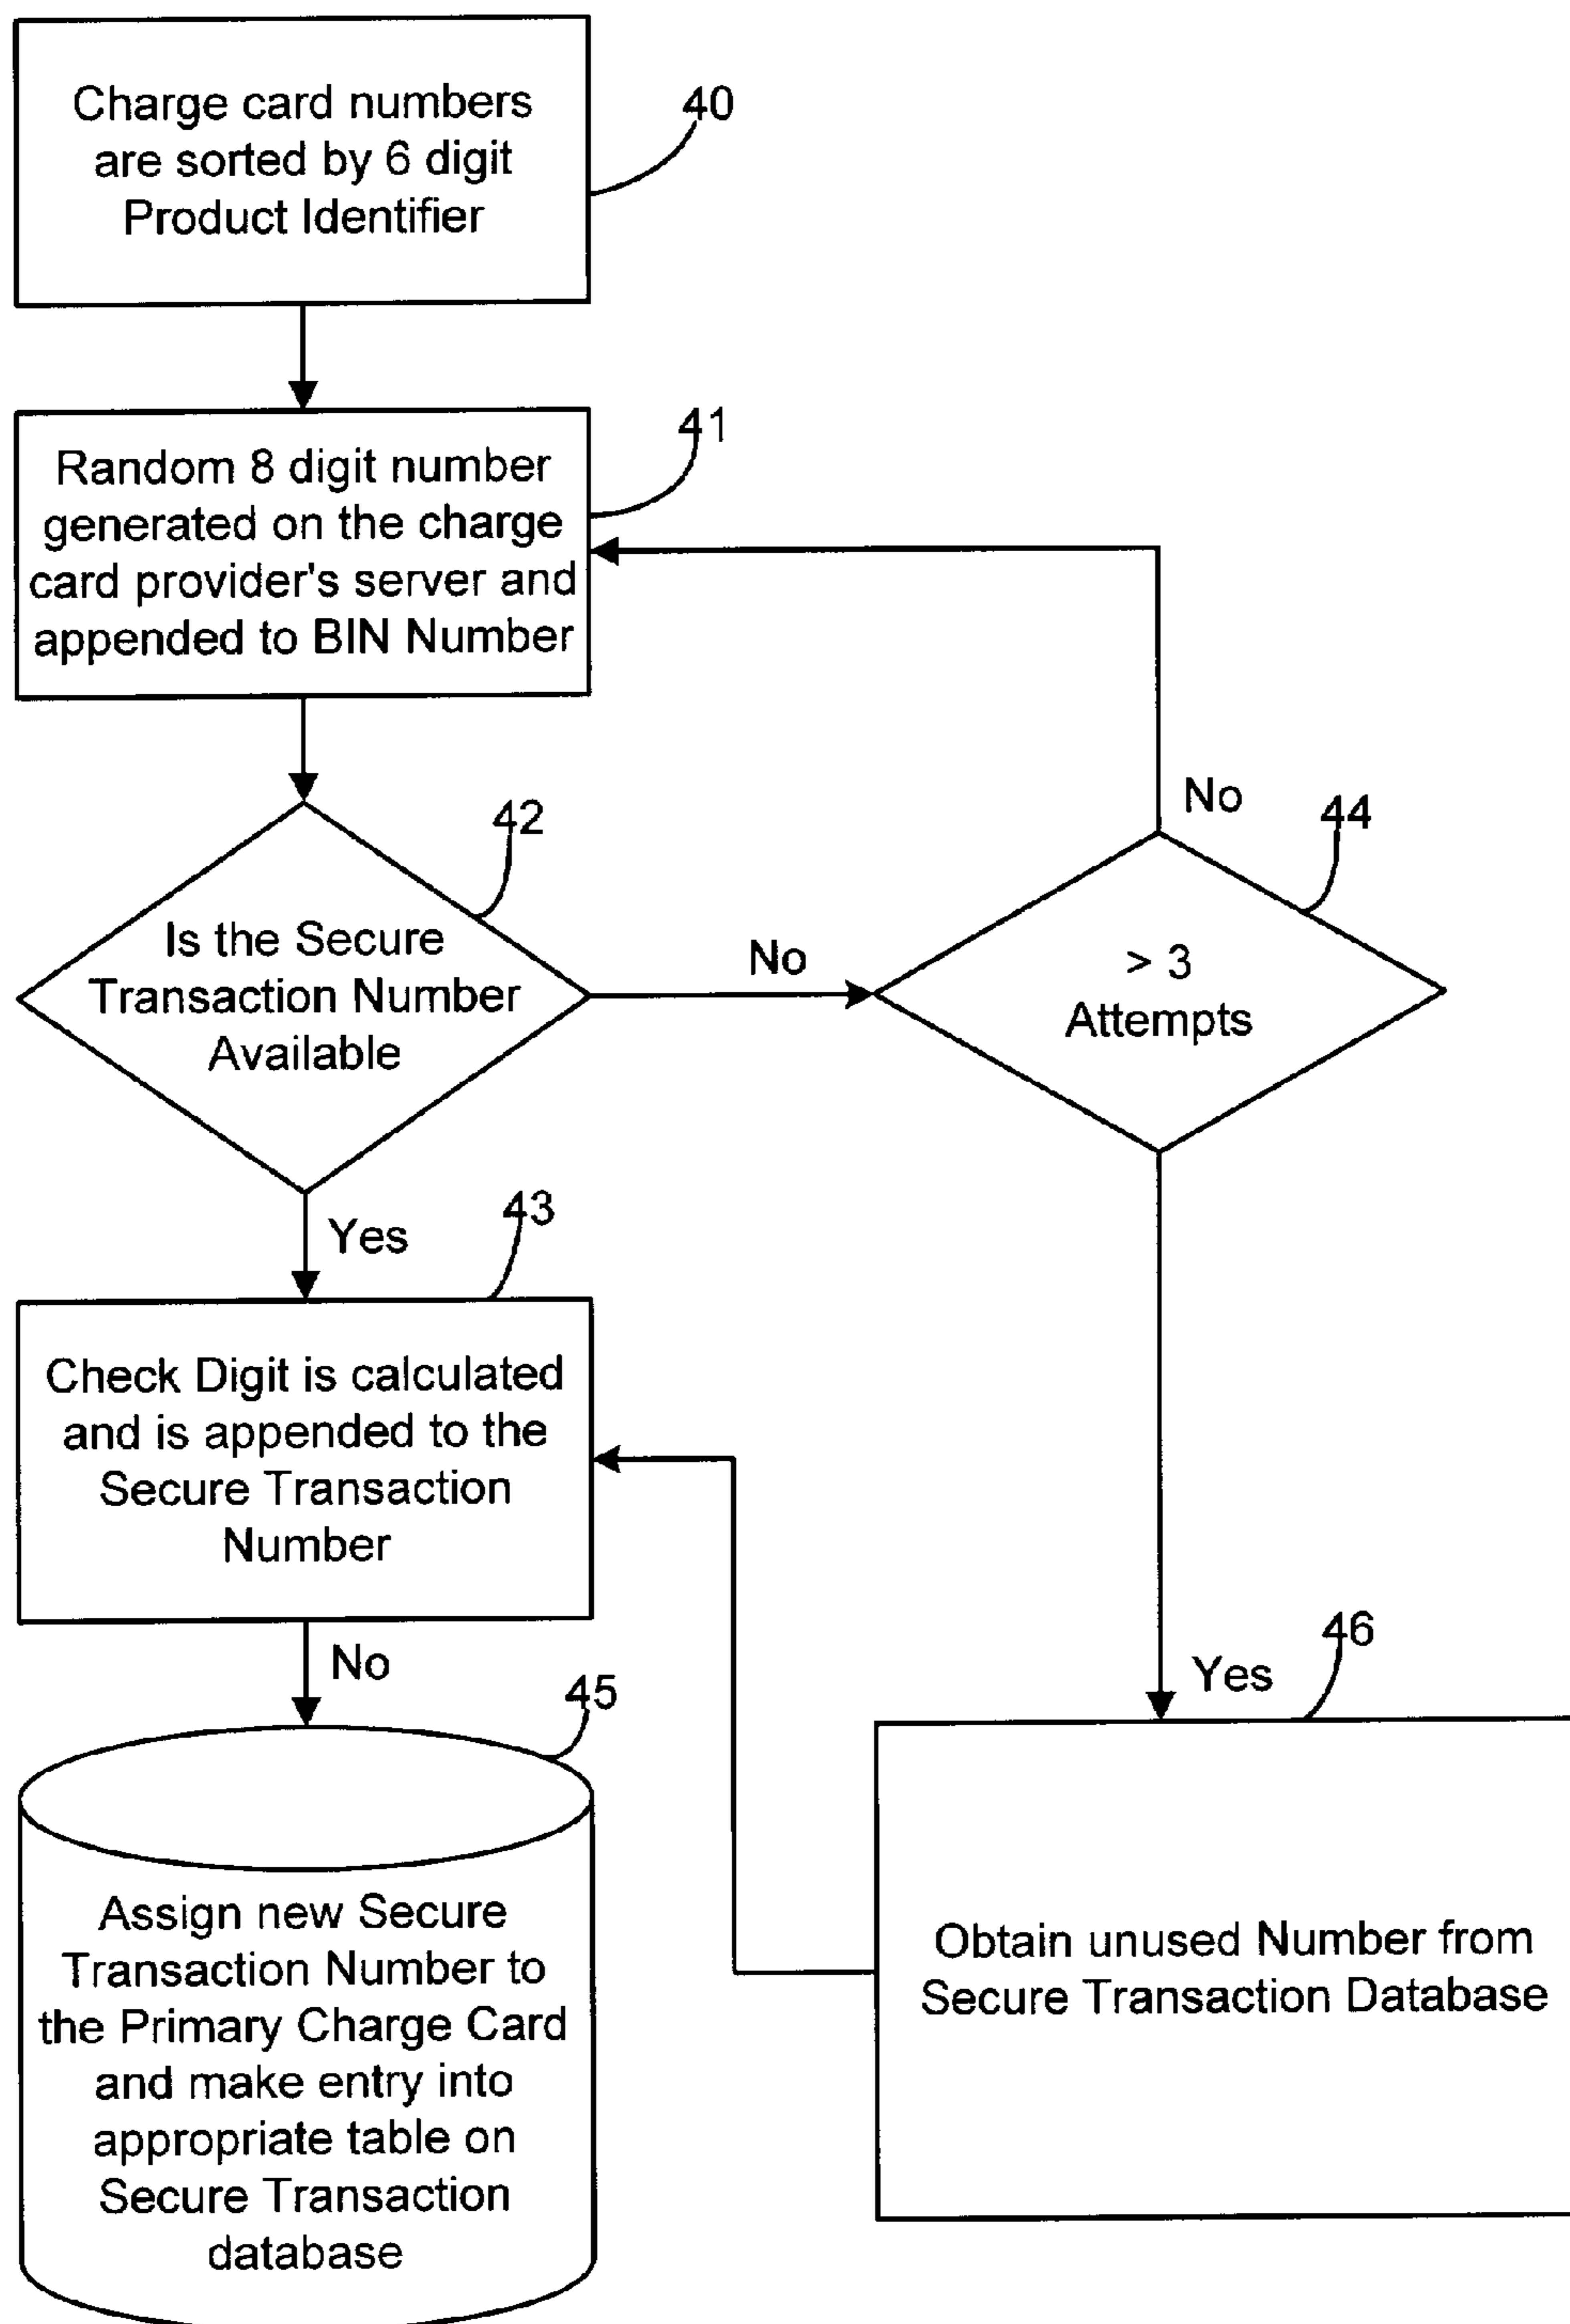 Charge card numbers
are sorted by 6 digit
Product Identifier
40
Random 8 digit number
generated on the charge
card provider's server and
appended to BIN Number
41
Is the Secure
Transaction Number
Available
42
No
> 3
Attempts
44
No
Yes
Check Digit is calculated
and is appended to the
Secure Transaction
Number
43
No
Yes
46
Obtain unused Number from
Secure Transaction Database
45
Assign new Secure
Transaction Number to
the Primary Charge Card
and make entry into
appropriate table on
Secure Transaction
database